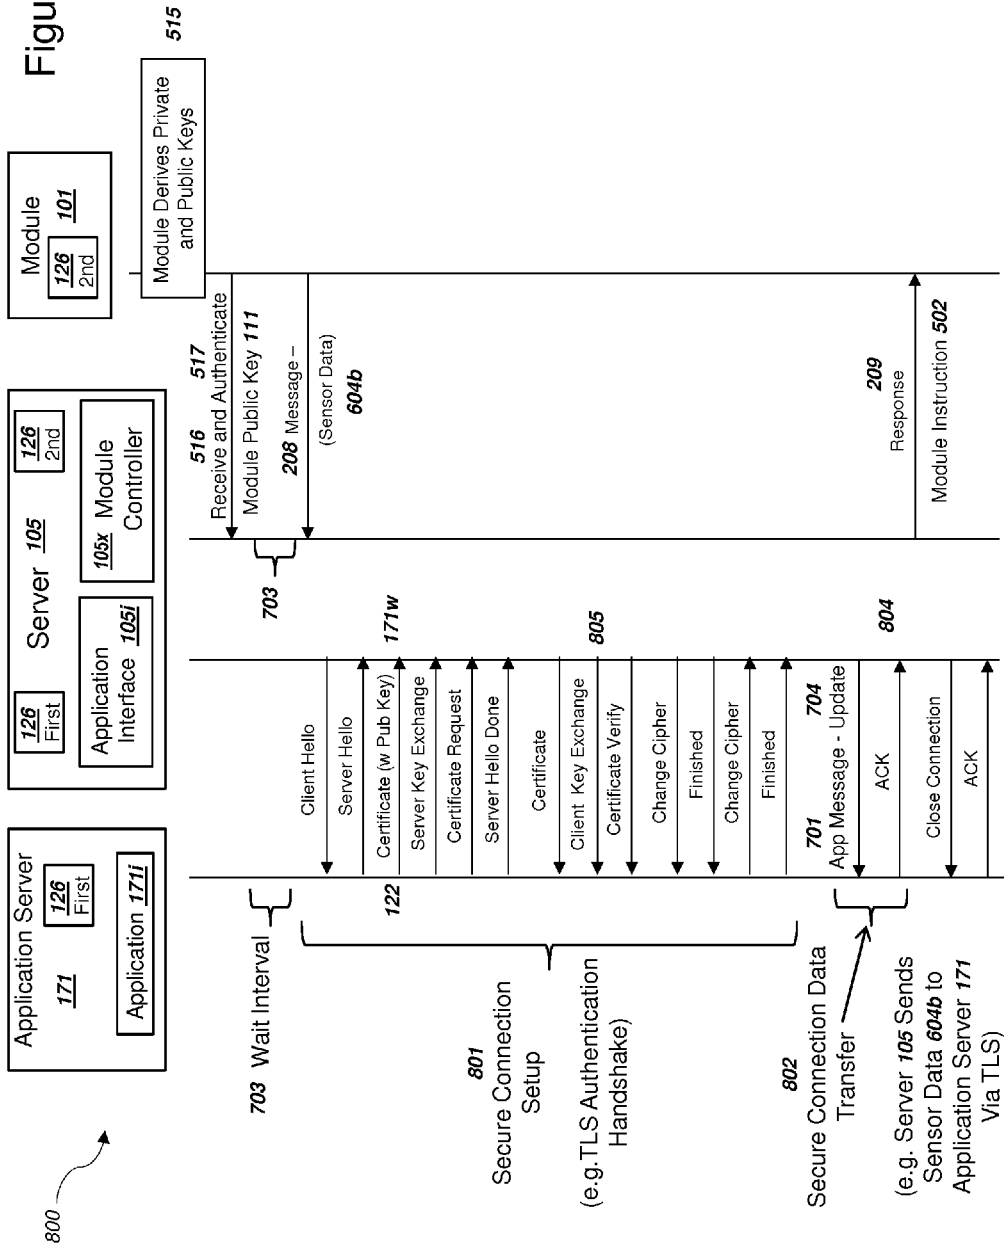 Figu
800
Application Server
171
126
First
Application 171i
126
First
Server 105
126
2nd
Application
Interface 105i
105x Module
Controller
Module
126
2nd
101
Module Derives Private
and Public Keys
515
516 517
Receive and Authenticate
Module Public Key 111
703 Wait Interval
703
208 Message –
(Sensor Data)
604b
801
Secure Connection
Setup
(e.g.TLS Authentication
Handshake)
Client Hello
Server Hello
122
Certificate (w Pub Key)
171w
Server Key Exchange
Certificate Request
Server Hello Done
Certificate
Client Key Exchange
805
Certificate Verify
Change Cipher
Finished
Change Cipher
Finished
802
Secure Connection Data
Transfer
(e.g. Server 105 Sends
Sensor Data 604b to
Application Server 171
Via TLS)
701 704
App Message - Update
804
ACK
Close Connection
ACK
209
Response
Module Instruction 502